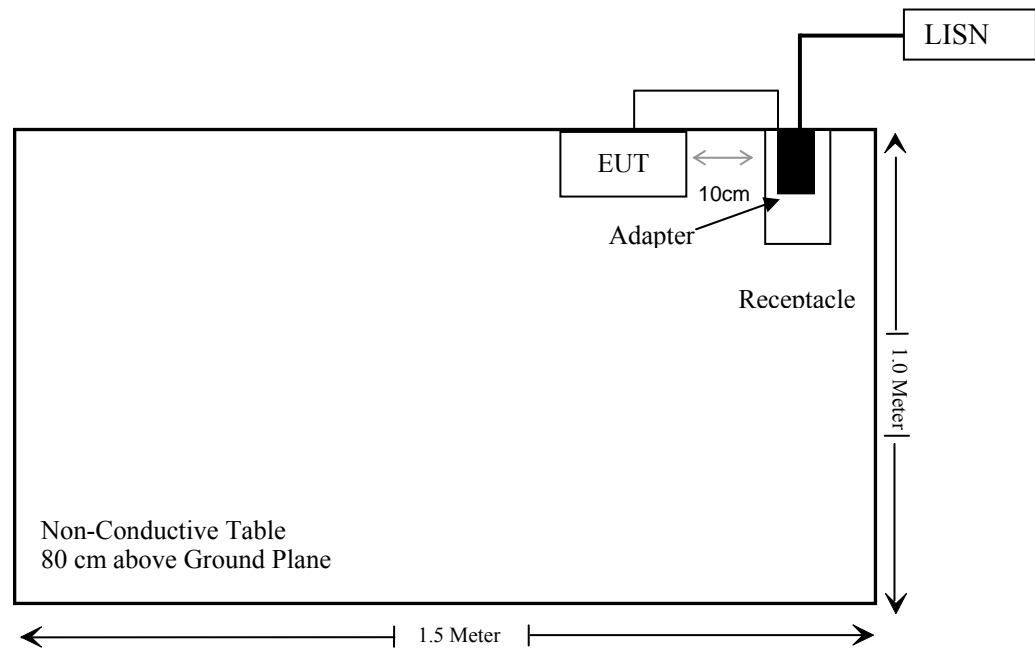 LISN
EUT
10cm
Adapter
Receptacle
1.0 Meter
Non-Conductive Table
80 cm above Ground Plane
1.5 Meter